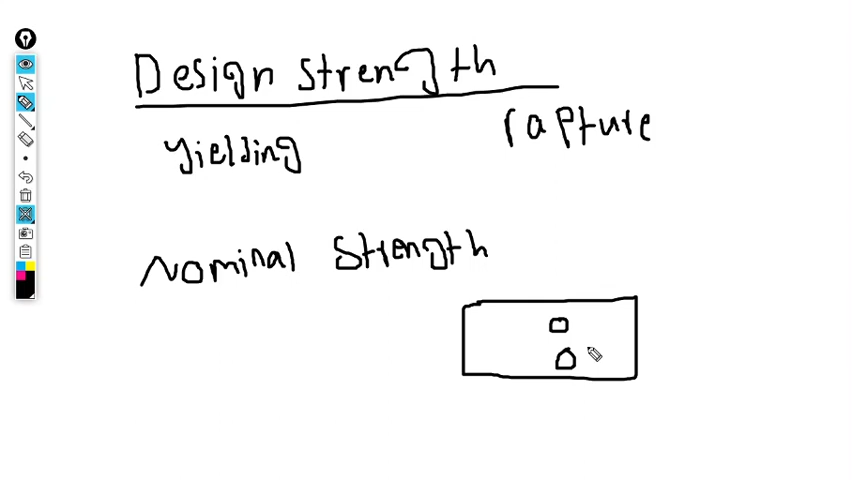 Design strength
yielding
rapture
Nominal Strength